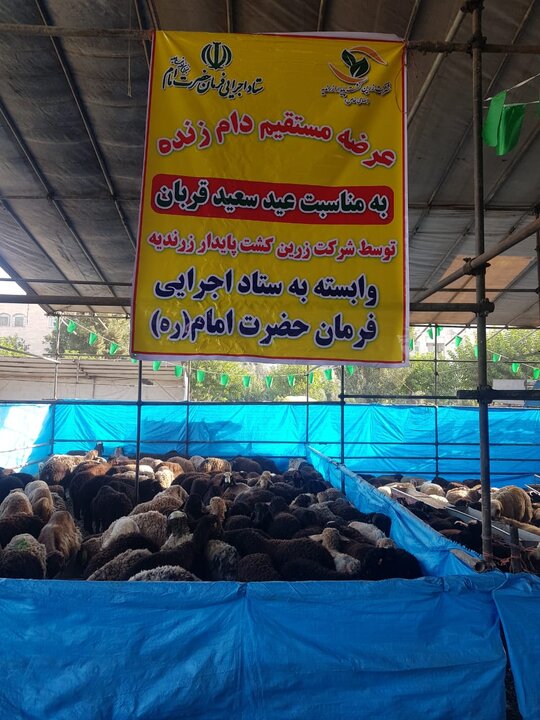 ستاد اجرایی فرمان حضرت امام
عرضه مستقیم دام زنده
به مناسبت عید سعید قربان
توسط شرکت زرین کشت پایدار زرندیه
وابسته به ستاد اجرایی
فرمان حضرت امام(ره)